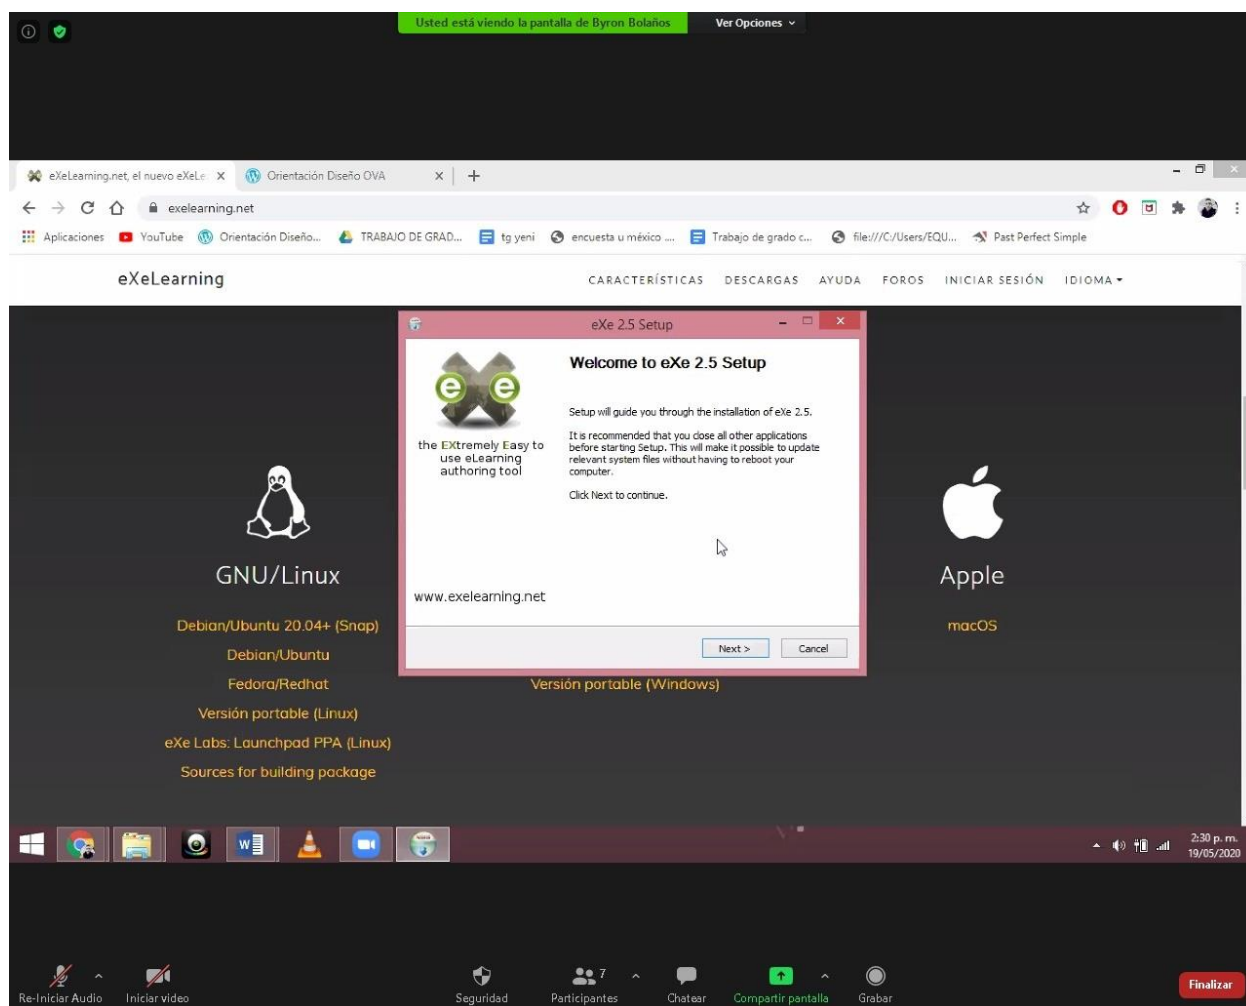 Usted está viendo la pantalla de Byron Bolaños
Ver Opciones
eXeLearning.net, el nuevo eXeLe
Orientación Diseño OVA
exelearning.net
Aplicaciones
YouTube
Orientación Diseño...
TRABAJO DE GRAD...
tg yeni
encuesta u méxico ....
Trabajo de grado c...
file:///C:/Users/EQU...
Past Perfect Simple
eXeLearning
CARACTERÍSTICAS
DESCARGAS
AYUDA
FOROS
INICIAR SESIÓN
IDIOMA
eXe 2.5 Setup
Welcome to eXe 2.5 Setup
Setup will guide you through the installation of eXe 2.5.
It is recommended that you close all other applications
before starting Setup. This will make it possible to update
relevant system files without having to reboot your
computer.
Click Next to continue.
e e
the EXtremely Easy to
use eLearning
authoring tool
www.exelearning.net
Next >
Cancel
GNU/Linux
Debian/Ubuntu 20.04+ (Snap)
Debian/Ubuntu
Fedora/Redhat
Versión portable (Linux)
eXe Labs: Launchpad PPA (Linux)
Sources for building package
Versión portable (Windows)
Apple
macOS
2:30 p. m.
19/05/2020
Re-Iniciar Audio
Iniciar video
Seguridad
7
Participantes
Chatear
Compartir pantalla
Grabar
Finalizar